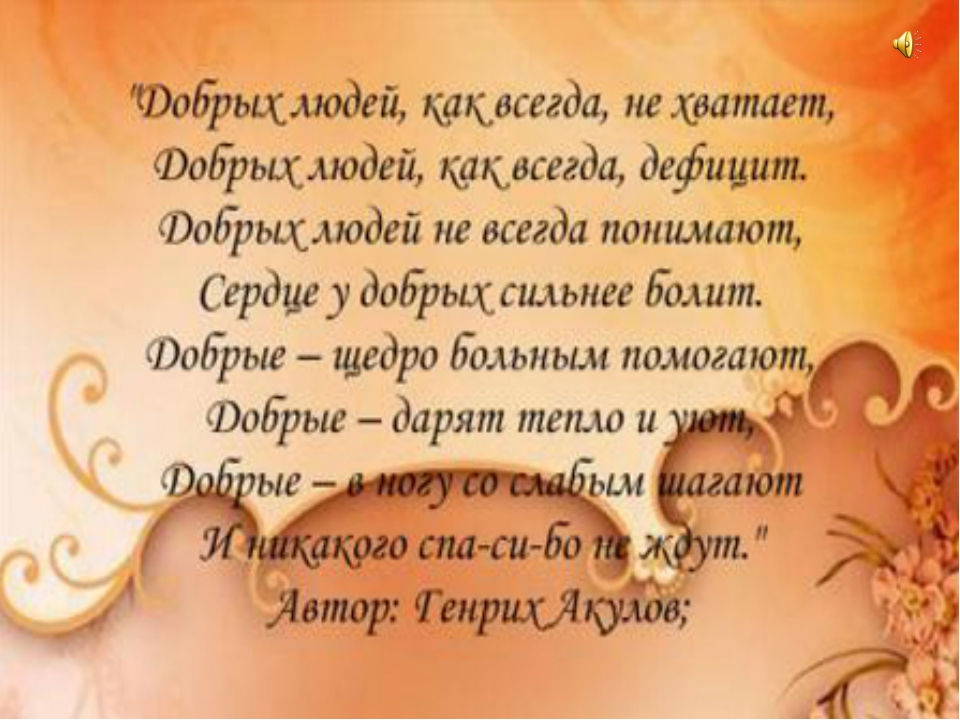 "Добрых людей, как всегда, не хватает,
Добрых людей, как всегда, дефицит.
Добрых людей не всегда понимают,
Сердце у добрых сильнее болит.
Добрые – щедро больным помогают,
Добрые – дарят тепло и уют,
Добрые – в ногу со слабым шагают
И никакого спа-си-бо не ждут."
Автор: Генрих Акулов;